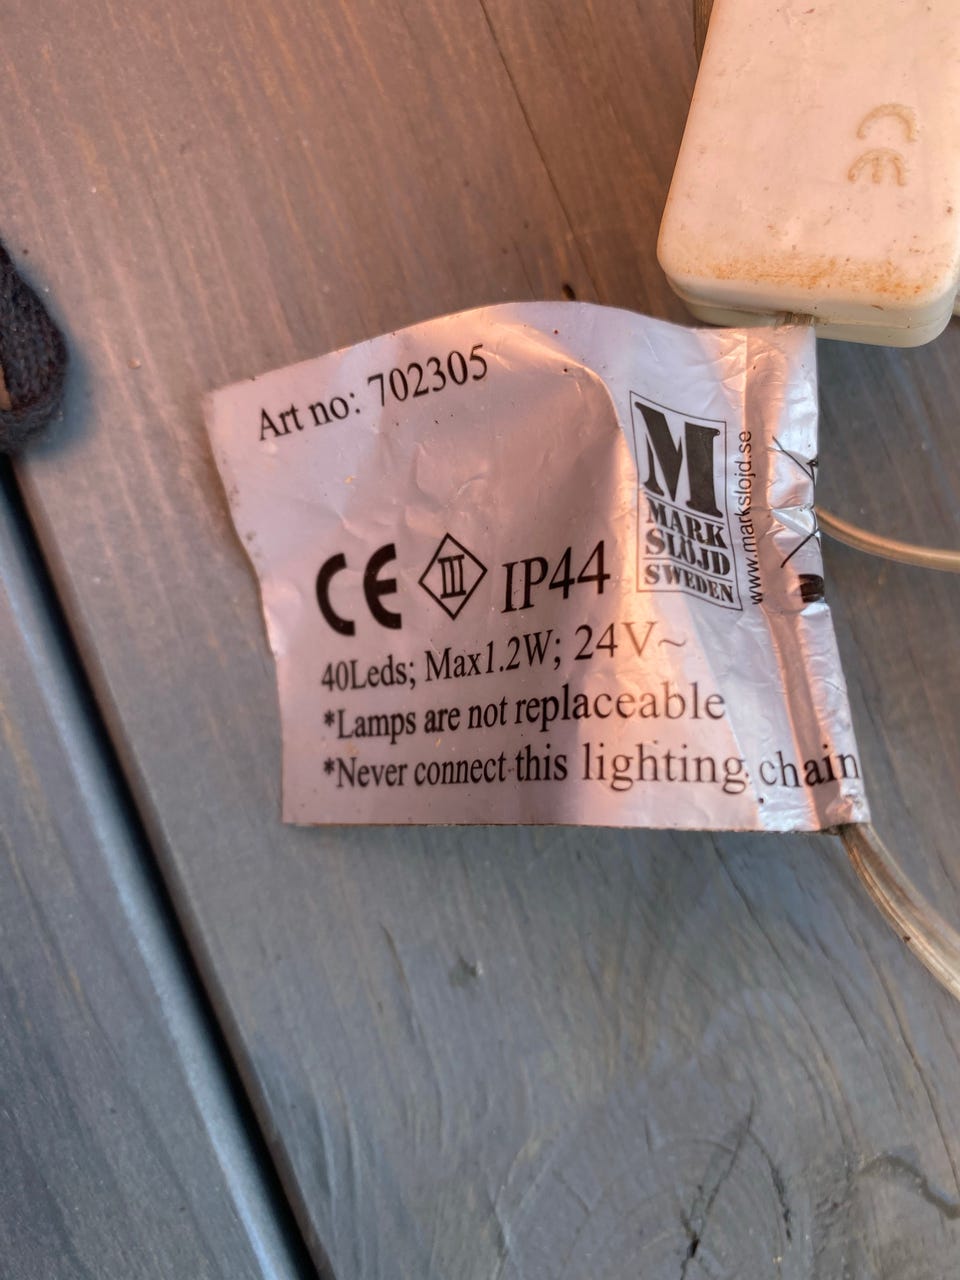 CE
Art no: 702305
M
MARK
SLÖJD
SWEDEN
www.markslojd.se
CE III IP44
40Leds; Max1.2W; 24V~
*Lamps are not replaceable
*Never connect this lighting chain